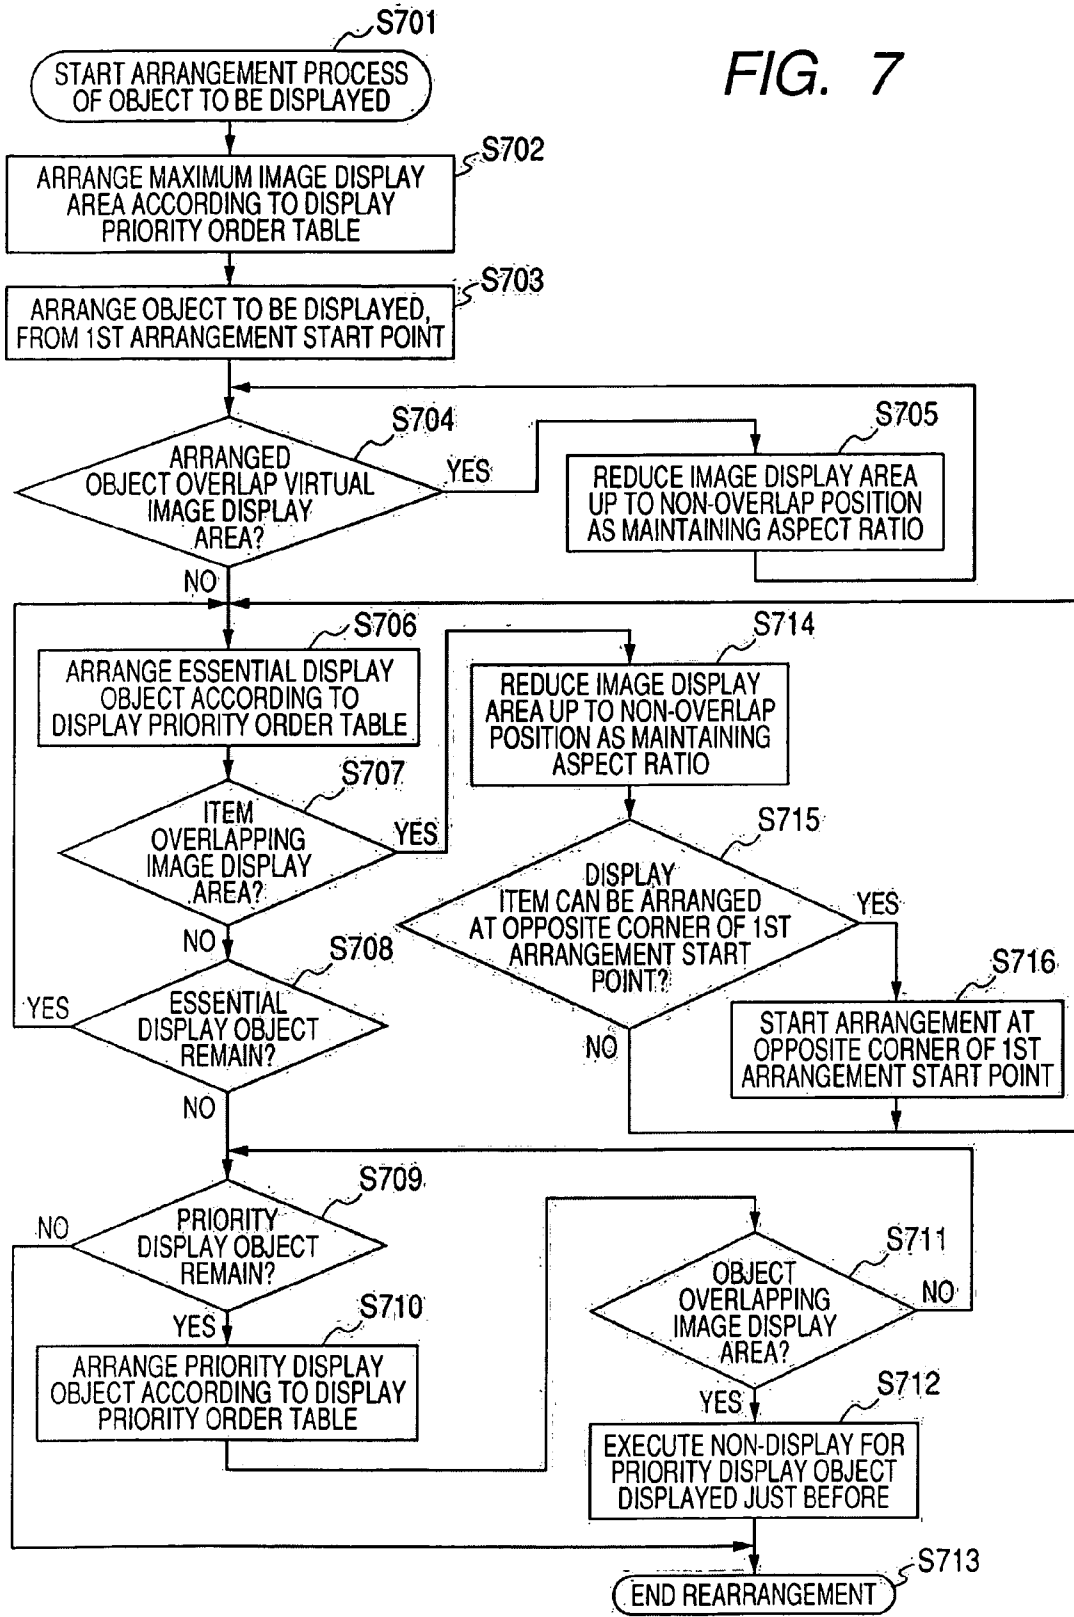 FIG. 7
S701
START ARRANGEMENT PROCESS
OF OBJECT TO BE DISPLAYED
S702
ARRANGE MAXIMUM IMAGE DISPLAY
AREA ACCORDING TO DISPLAY
PRIORITY ORDER TABLE
S703
ARRANGE OBJECT TO BE DISPLAYED,
FROM 1ST ARRANGEMENT START POINT
S704
ARRANGED
OBJECT OVERLAP VIRTUAL
IMAGE DISPLAY
AREA?
YES
NO
S705
REDUCE IMAGE DISPLAY AREA
UP TO NON-OVERLAP POSITION
AS MAINTAINING ASPECT RATIO
S706
ARRANGE ESSENTIAL DISPLAY
OBJECT ACCORDING TO
DISPLAY PRIORITY ORDER TABLE
S707
ITEM
OVERLAPPING
IMAGE DISPLAY
AREA?
YES
NO
S714
REDUCE IMAGE DISPLAY
AREA UP TO NON-OVERLAP
POSITION AS MAINTAINING
ASPECT RATIO
S715
DISPLAY
ITEM CAN BE ARRANGED
AT OPPOSITE CORNER OF 1ST
ARRANGEMENT START
POINT?
YES
NO
S716
START ARRANGEMENT AT
OPPOSITE CORNER OF 1ST
ARRANGEMENT START POINT
S708
ESSENTIAL
DISPLAY OBJECT
REMAIN?
YES
NO
S709
PRIORITY
DISPLAY OBJECT
REMAIN?
NO
YES
S710
ARRANGE PRIORITY DISPLAY
OBJECT ACCORDING TO DISPLAY
PRIORITY ORDER TABLE
S711
OBJECT
OVERLAPPING
IMAGE DISPLAY
AREA?
NO
YES
S712
EXECUTE NON-DISPLAY FOR
PRIORITY DISPLAY OBJECT
DISPLAYED JUST BEFORE
S713
END REARRANGEMENT